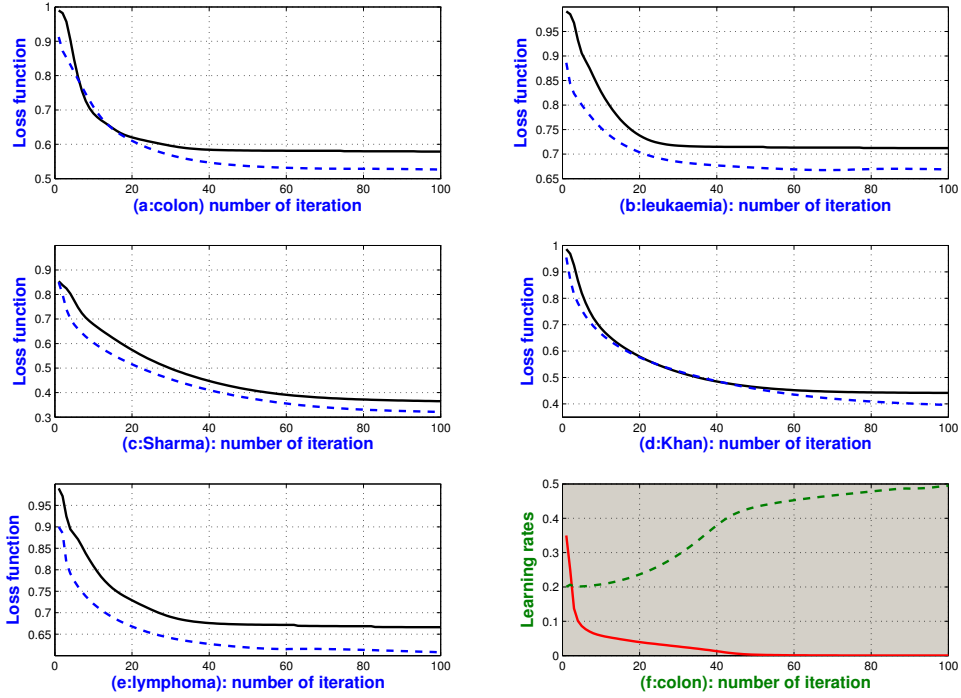 1
0.9
0.8
0.7
0.6
0.5
0 20 40 60 80 100
Loss function
(a:colon) number of iteration
0.95
0.9
0.85
0.8
0.75
0.7
0.65
0 20 40 60 80 100
Loss function
(b:leukaemia): number of iteration
0.9
0.8
0.7
0.6
0.5
0.4
0.3
0 20 40 60 80 100
Loss function
(c:Sharma): number of iteration
1
0.9
0.8
0.7
0.6
0.5
0.4
0 20 40 60 80 100
Loss function
(d:Khan): number of iteration
0.95
0.9
0.85
0.8
0.75
0.7
0.65
0 20 40 60 80 100
Loss function
(e:lymphoma): number of iteration
0.5
0.4
0.3
0.2
0.1
0
0 20 40 60 80 100
Learning rates
(f:colon): number of iteration